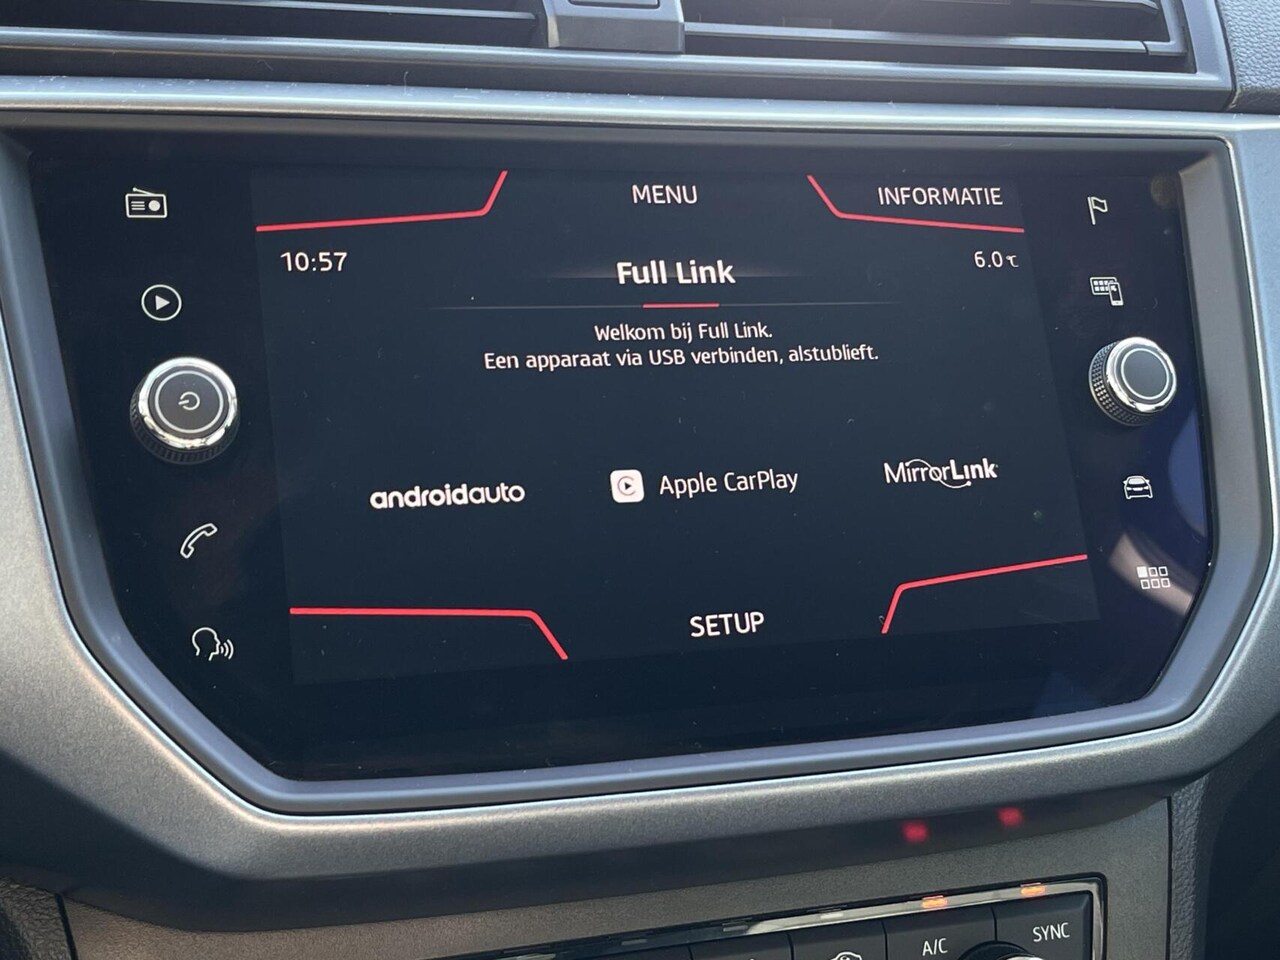 MENU
INFORMATIE
10:57
6.0℃
Full Link
Welkom bij Full Link.
Een apparaat via USB verbinden, alstublieft.
androidauto
Apple CarPlay
MirrorLink
SETUP
A/C
SYNC